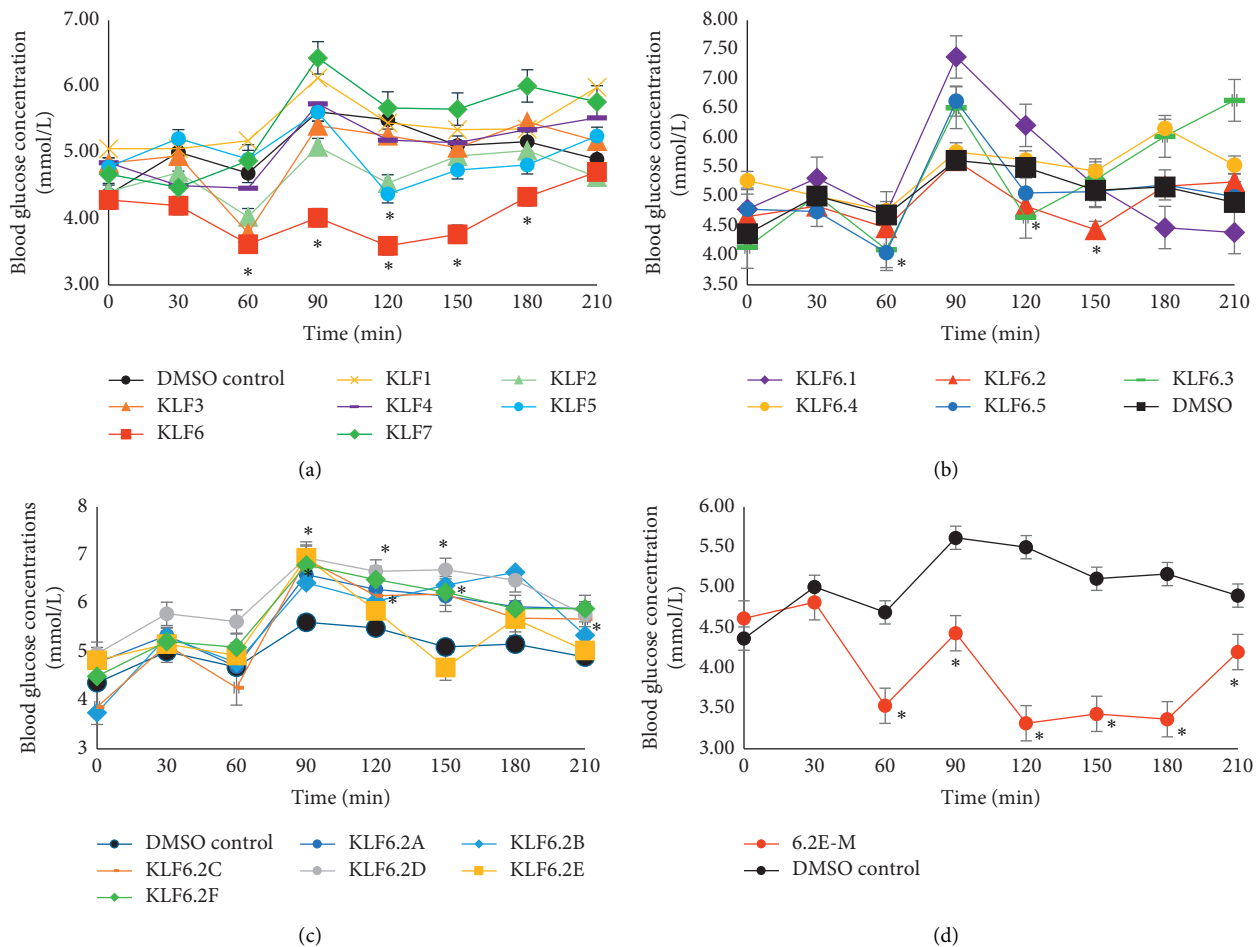 7.00
6.00
5.00
4.00
3.00
Blood glucose concentration
(mmol/L)
*
*
*
*
*
*
0 30 60 90 120 150 180 210
Time (min)
DMSO control KLF1 KLF2
KLF3 KLF4 KLF5
KLF6 KLF7
(a)
8.00
7.50
7.00
6.50
6.00
5.50
5.00
4.50
4.00
3.50
Blood glucose concentration
(mmol/L)
*
*
*
0 30 60 90 120 150 180 210
Time (min)
KLF6.1 KLF6.2 KLF6.3
KLF6.4 KLF6.5 DMSO
(b)
8
7
6
5
4
3
Blood glucose concentrations
(mmol/L)
*
*
*
*
*
*
*
0 30 60 90 120 150 180 210
Time (min)
DMSO control KLF6.2A KLF6.2B
KLF6.2C KLF6.2D KLF6.2E
KLF6.2F
(c)
6.00
5.50
5.00
4.50
4.00
3.50
3.00
Blood glucose concentration
(mmol/L)
*
*
*
*
*
*
0 30 60 90 120 150 180 210
Time (min)
6.2E-M
DMSO control
(d)